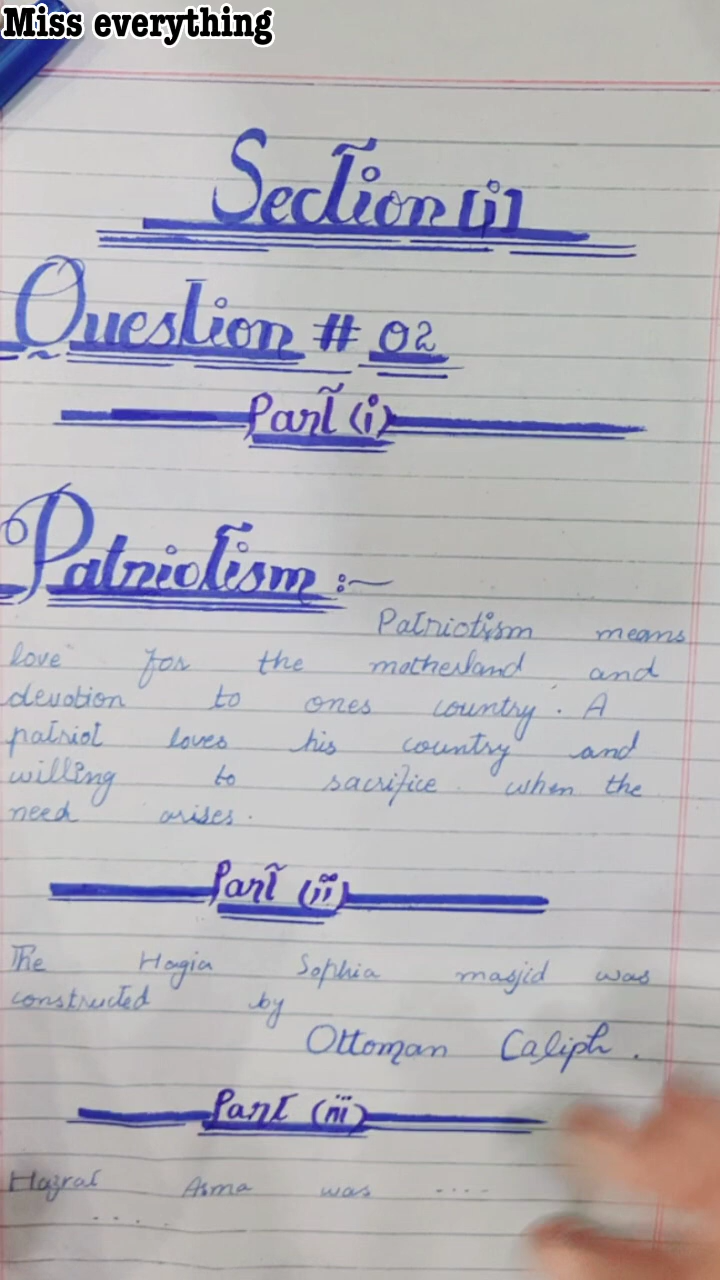 Miss everything
Section [i]
Question # 02
Part (i)
Patriotism :-
Patriotism means
love for the motherland and
devotion to ones country. A
patriot loves his country and
willing to sacrifice when the
need arises.
Part (ii)
The Hagia Sophia masjid was
constructed by
Ottoman Caliph.
Part (iii)
Hazrat Asma was ....
....